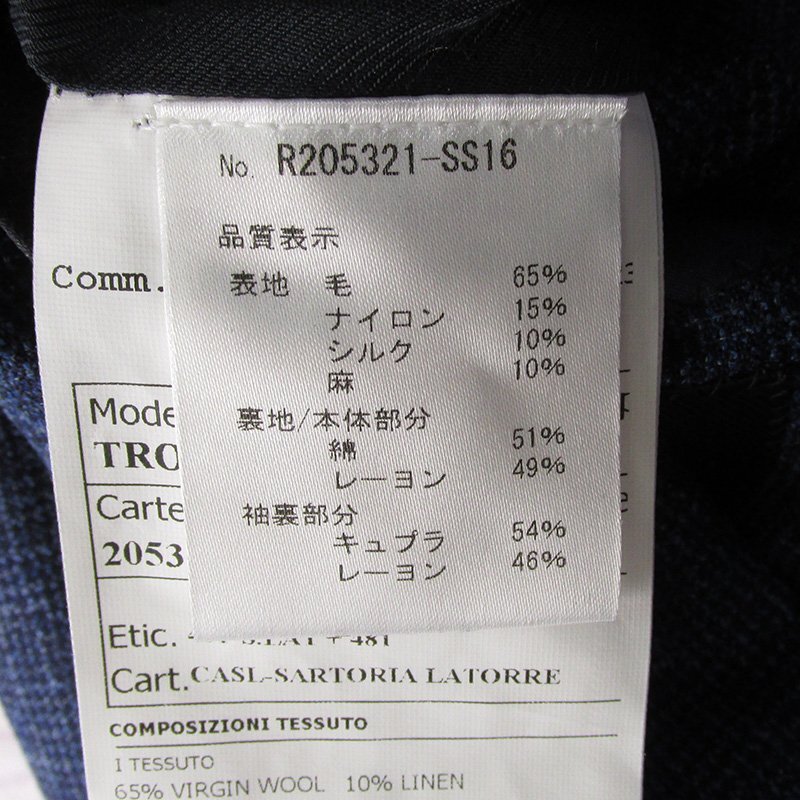 No. R205321-SS16
品質表示
表地 毛 65%
ナイロン 15%
シルク 10%
麻 10%
裏地/本体部分
綿 51%
レーヨン 49%
袖裏部分
キュプラ 54%
レーヨン 46%
Comm.
Mode
TRO
Carte
2053
Etic.
Cart. CASL-SARTORIA LATORRE
COMPOSIZIONI TESSUTO
I TESSUTO
65% VIRGIN WOOL 10% LINEN